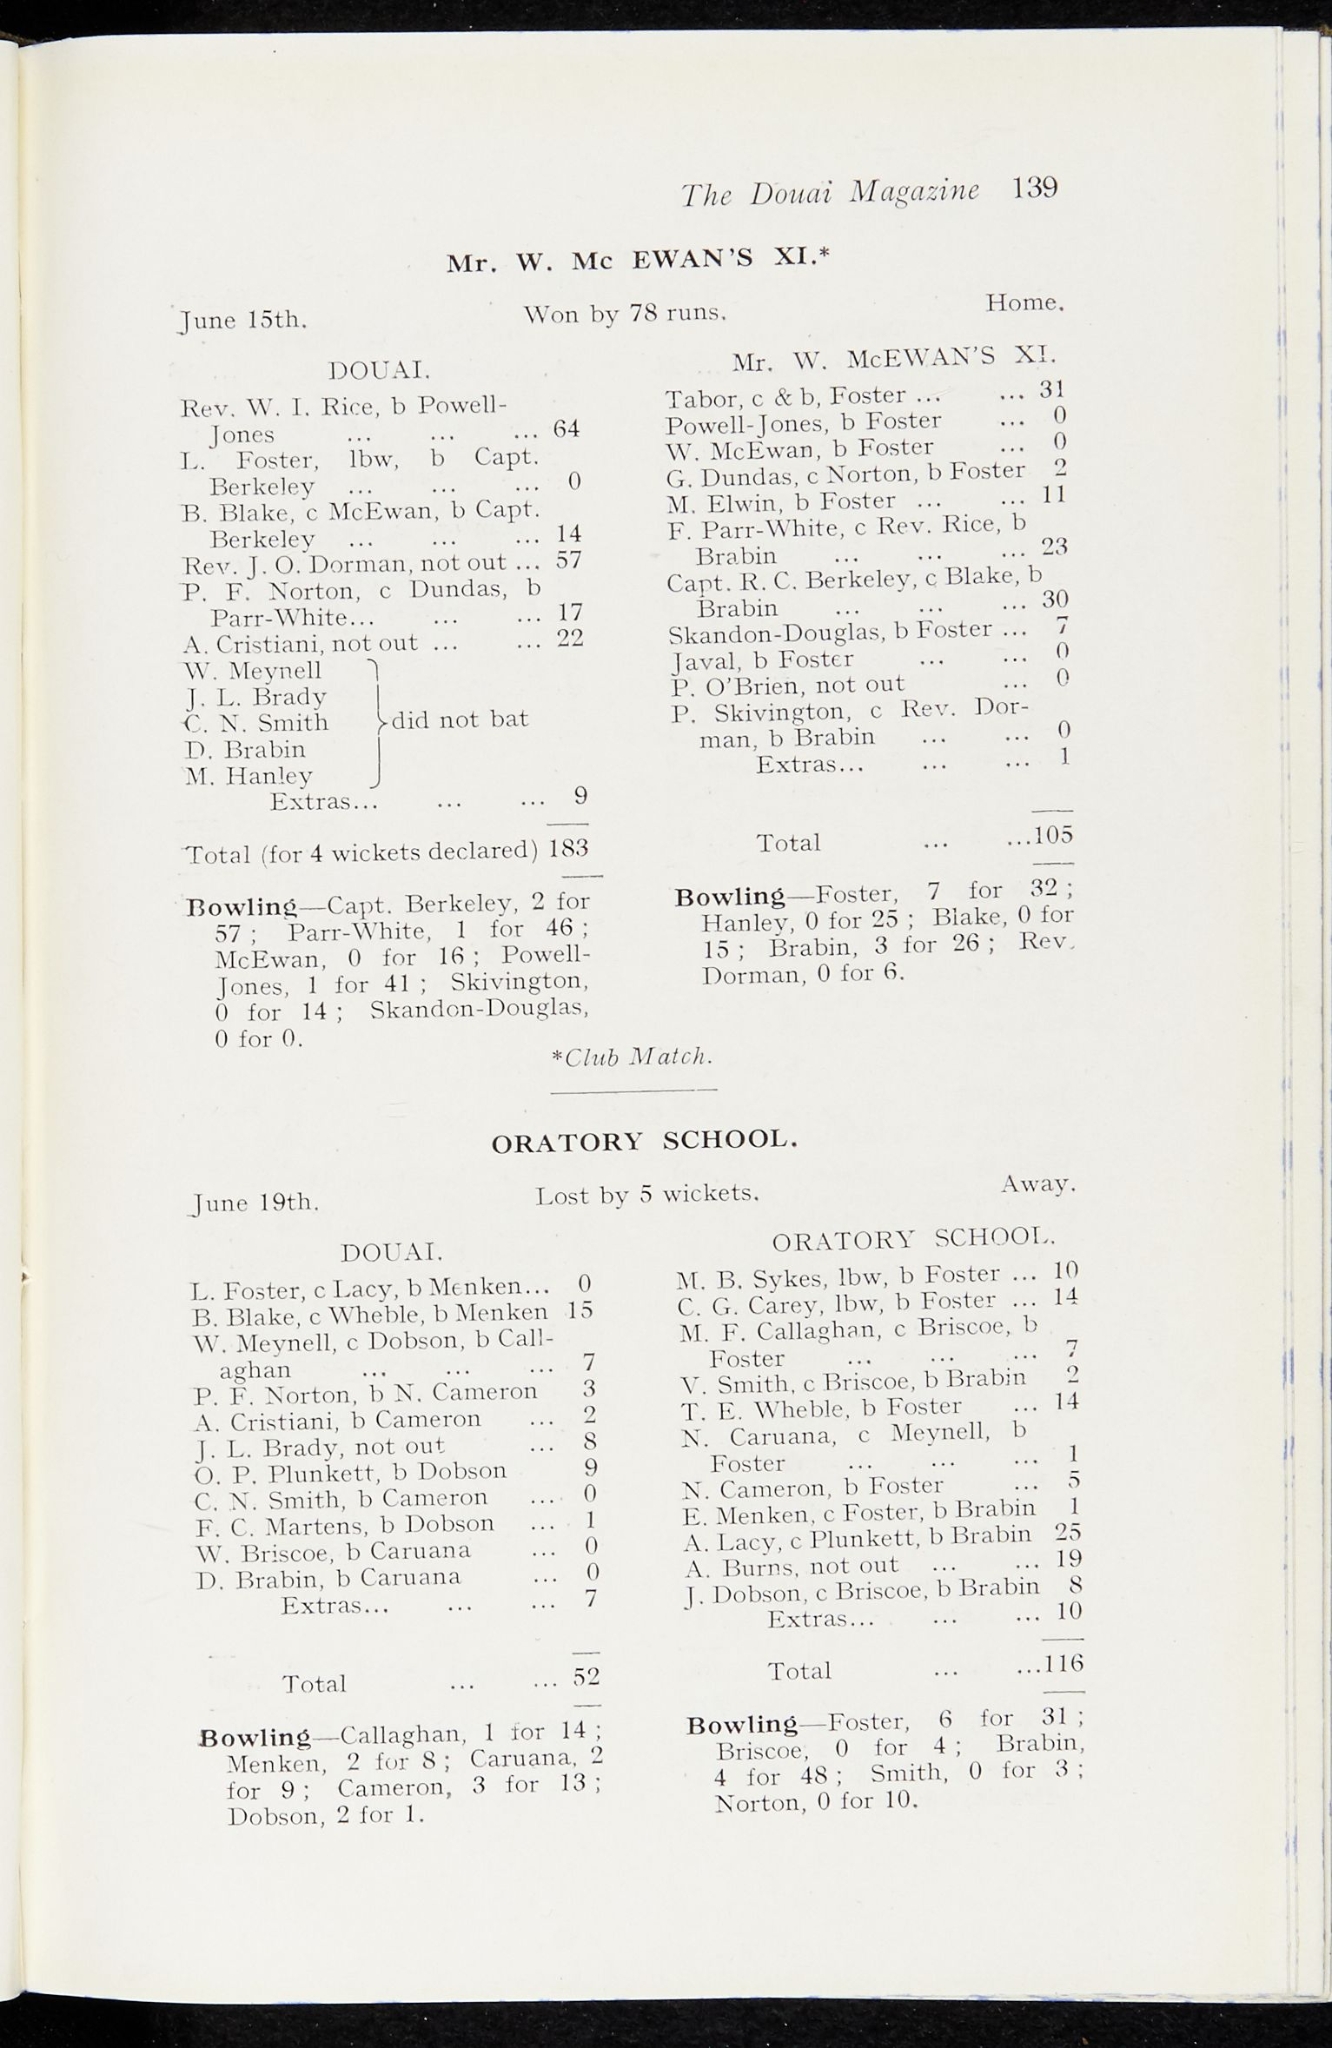 The Douai Magazine 139
Mr. W. Mc EWAN'S XI.*
June 15th. Won by 78 runs. Home.
DOUAI.
Rev. W. I. Rice, b Powell-
Jones ... ... ... 64
L. Foster, lbw, b Capt.
Berkeley ... ... ... 0
B. Blake, c McEwan, b Capt.
Berkeley ... ... ... 14
Rev. J. O. Dorman, not out ... 57
P. F. Norton, c Dundas, b
Parr-White... ... ... 17
A. Cristiani, not out ... ... 22
W. Meynell
J. L. Brady
C. N. Smith } did not bat
D. Brabin
M. Hanley
Extras... ... ... 9
Total (for 4 wickets declared) 183
Bowling—Capt. Berkeley, 2 for
57 ; Parr-White, 1 for 46 ;
McEwan, 0 for 16 ; Powell-
Jones, 1 for 41 ; Skivington,
0 for 14 ; Skandon-Douglas,
0 for 0.
Mr. W. McEWAN'S XI.
Tabor, c & b, Foster ... ... 31
Powell-Jones, b Foster ... 0
W. McEwan, b Foster ... 0
G. Dundas, c Norton, b Foster 2
M. Elwin, b Foster ... ... 11
F. Parr-White, c Rev. Rice, b
Brabin ... ... ... 23
Capt. R. C. Berkeley, c Blake, b
Brabin ... ... ... 30
Skandon-Douglas, b Foster ... 7
Javal, b Foster ... ... 0
P. O'Brien, not out ... 0
P. Skivington, c Rev. Dor-
man, b Brabin ... ... 0
Extras... ... ... 1
Total ... ...105
Bowling—Foster, 7 for 32 ;
Hanley, 0 for 25 ; Blake, 0 for
15 ; Brabin, 3 for 26 ; Rev.
Dorman, 0 for 6.
*Club Match.
ORATORY SCHOOL.
June 19th. Lost by 5 wickets. Away.
DOUAI.
L. Foster, c Lacy, b Menken... 0
B. Blake, c Wheble, b Menken 15
W. Meynell, c Dobson, b Call-
aghan ... ... ... 7
P. F. Norton, b N. Cameron 3
A. Cristiani, b Cameron ... 2
J. L. Brady, not out ... 8
O. P. Plunkett, b Dobson 9
C. N. Smith, b Cameron ... 0
F. C. Martens, b Dobson ... 1
W. Briscoe, b Caruana ... 0
D. Brabin, b Caruana ... 0
Extras... ... ... 7
Total ... ... 52
Bowling—Callaghan, 1 for 14 ;
Menken, 2 for 8 ; Caruana, 2
for 9 ; Cameron, 3 for 13 ;
Dobson, 2 for 1.
ORATORY SCHOOL.
M. B. Sykes, lbw, b Foster ... 10
C. G. Carey, lbw, b Foster ... 14
M. F. Callaghan, c Briscoe, b
Foster ... ... ... 7
V. Smith, c Briscoe, b Brabin 2
T. E. Wheble, b Foster ... 14
N. Caruana, c Meynell, b
Foster ... ... ... 1
N. Cameron, b Foster ... 5
E. Menken, c Foster, b Brabin 1
A. Lacy, c Plunkett, b Brabin 25
A. Burns, not out ... ... 19
J. Dobson, c Briscoe, b Brabin 8
Extras... ... ... 10
Total ... ...116
Bowling—Foster, 6 for 31 ;
Briscoe, 0 for 4 ; Brabin,
4 for 48 ; Smith, 0 for 3 ;
Norton, 0 for 10.